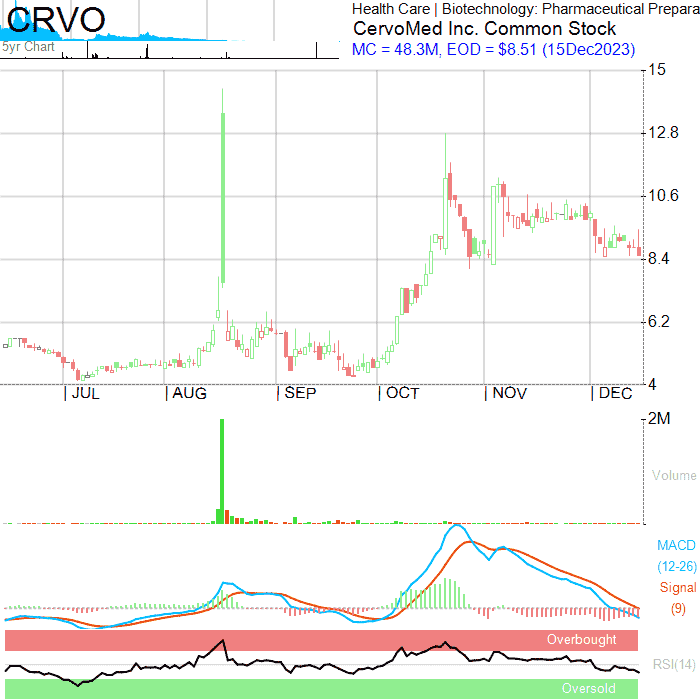 CRVO
5yr Chart
Health Care | Biotechnology: Pharmaceutical Prepara
CervoMed Inc. Common Stock
MC = 48.3M, EOD = $8.51 (15Dec2023)
15
12.8
10.6
8.4
6.2
4
| JUL | AUG | SEP | OCT | NOV | DEC
2M
Volume
MACD
(12-26)
Signal
(9)
Overbought
RSI(14)
Oversold